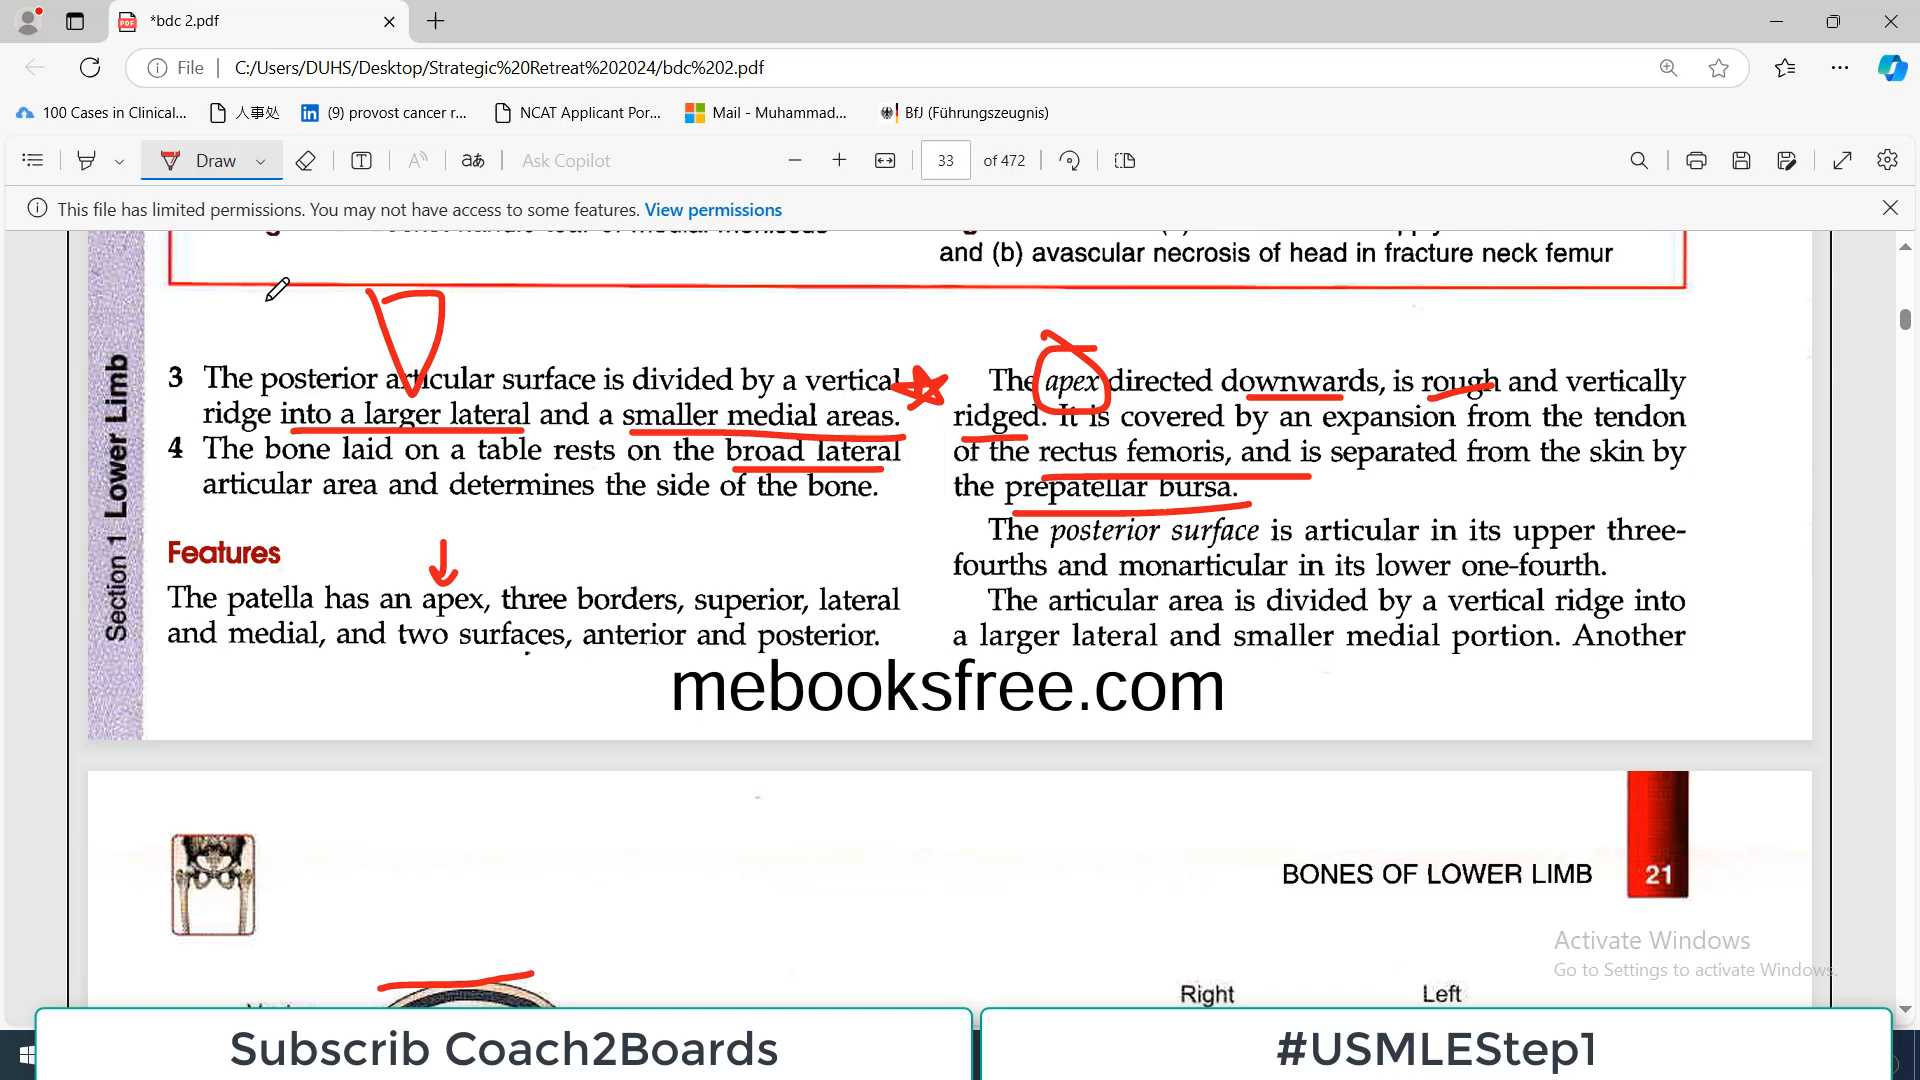 *bdc 2.pdf
File
C:/Users/DUHS/Desktop/Strategic%20Retreat%202024/bdc%202.pdf
100 Cases in Clinical...
人事处
(9) provost cancer r...
NCAT Applicant Por...
Mail - Muhammad...
BfJ (Führungszeugnis)
Draw
Ask Copilot
33 of 472
This file has limited permissions. You may not have access to some features. View permissions
and (b) avascular necrosis of head in fracture neck femur
Section 1 Lower Limb
3 The posterior articular surface is divided by a vertical
ridge into a larger lateral and a smaller medial areas.
4 The bone laid on a table rests on the broad lateral
articular area and determines the side of the bone.
Features
The patella has an apex, three borders, superior, lateral
and medial, and two surfaces, anterior and posterior.
The apex directed downwards, is rough and vertically
ridged. It is covered by an expansion from the tendon
of the rectus femoris, and is separated from the skin by
the prepatellar bursa.
The posterior surface is articular in its upper three-
fourths and monarticular in its lower one-fourth.
The articular area is divided by a vertical ridge into
a larger lateral and smaller medial portion. Another
mebooksfree.com
BONES OF LOWER LIMB 21
Activate Windows
Go to Settings to activate Windows.
Right Left
Subscrib Coach2Boards
#USMLEStep1